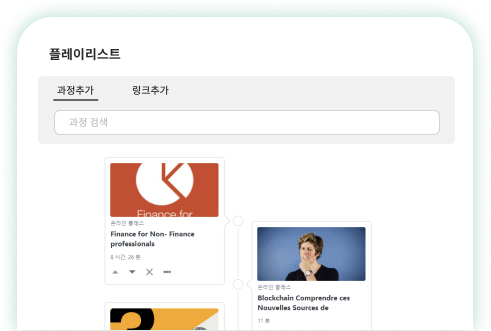 플레이리스트
과정추가
링크추가
과정 검색
Finance for
온라인 클래스
Finance for Non- Finance
professionals
8 시간, 26 분
온라인 클래스
Blockchain Comprendre ces
Nouvelles Sources de
11 분
3